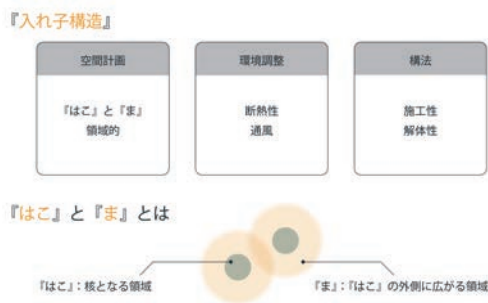 『入れ子構造』
空間計画
『はこ』と『ま』
領域的
環境調整
断熱性
通風
構法
施工性
解体性
『はこ』と『ま』とは
『はこ』：核となる領域
『ま』：『はこ』の外側に広がる領域